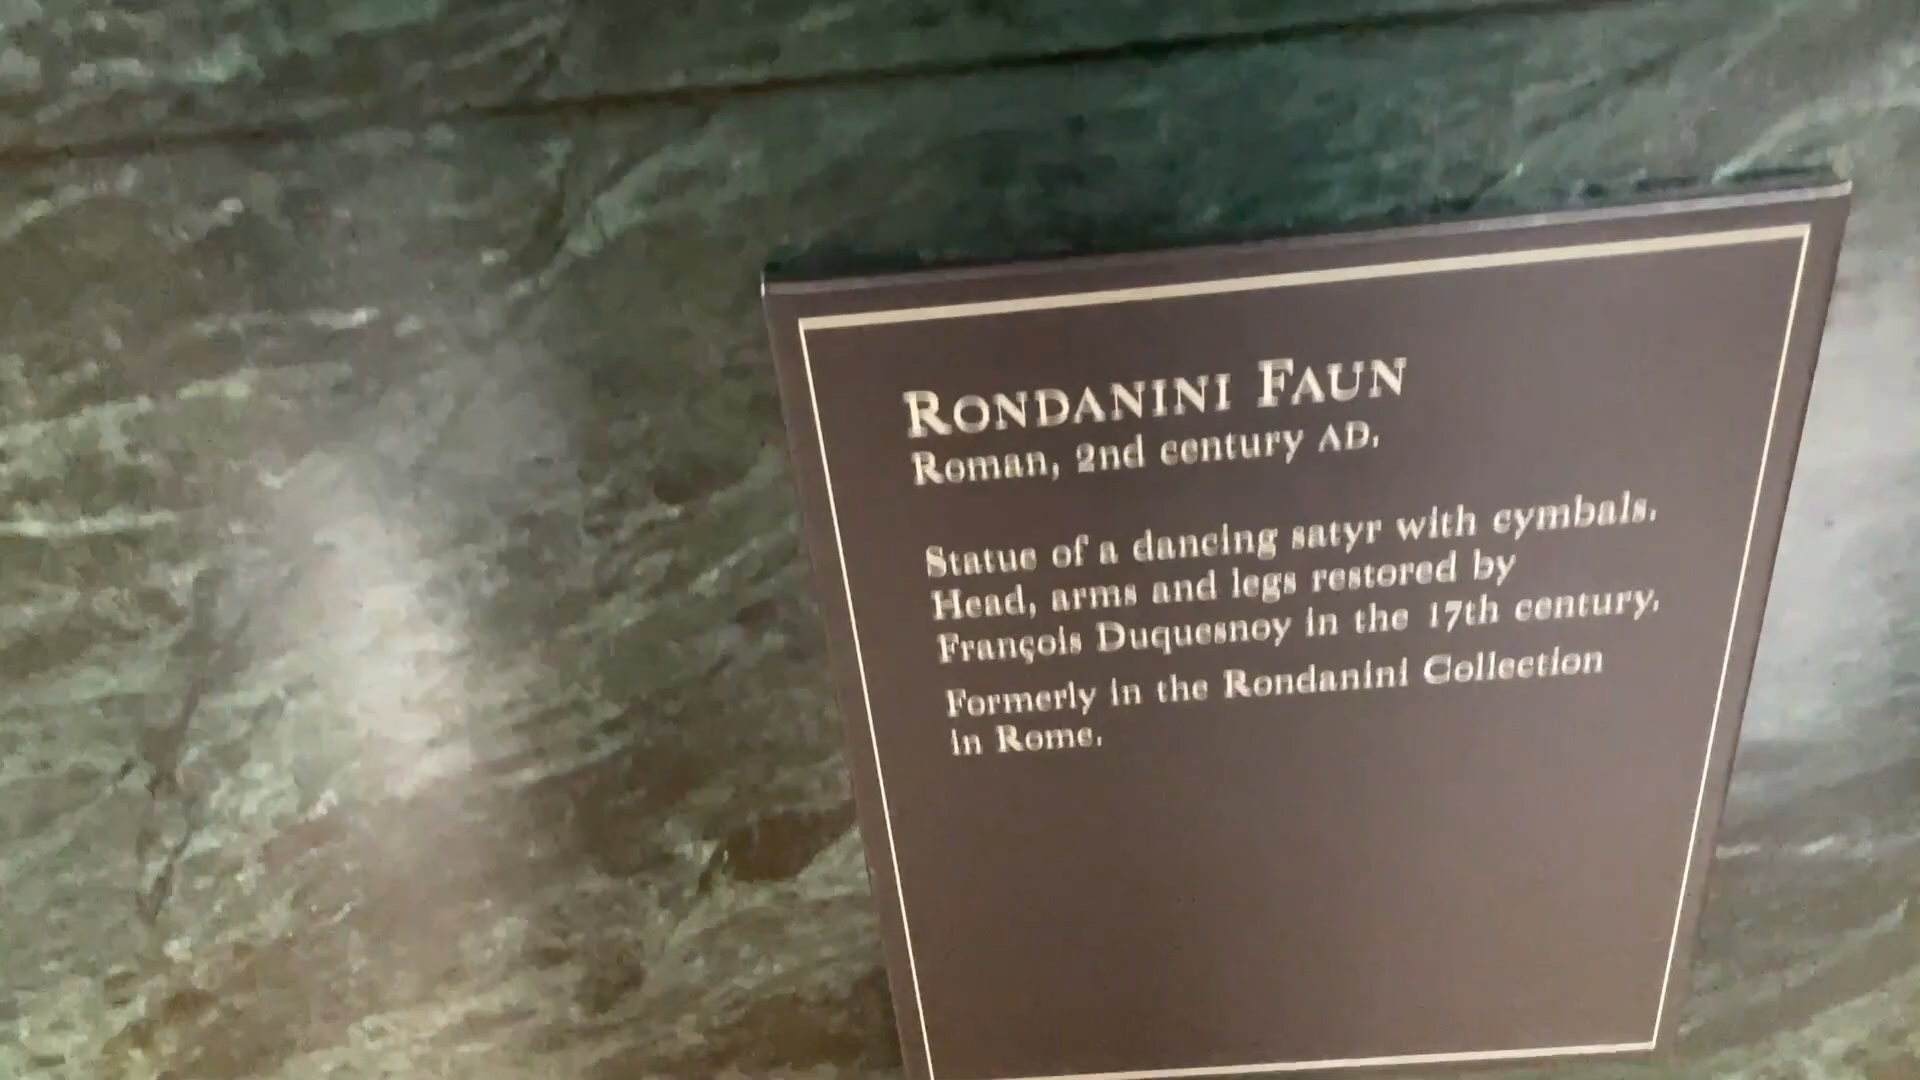 RONDANINI FAUN
Roman, 2nd century AD.
Statue of a dancing satyr with cymbals.
Head, arms and legs restored by
François Duquesnoy in the 17th century.
Formerly in the Rondanini Collection
in Rome.